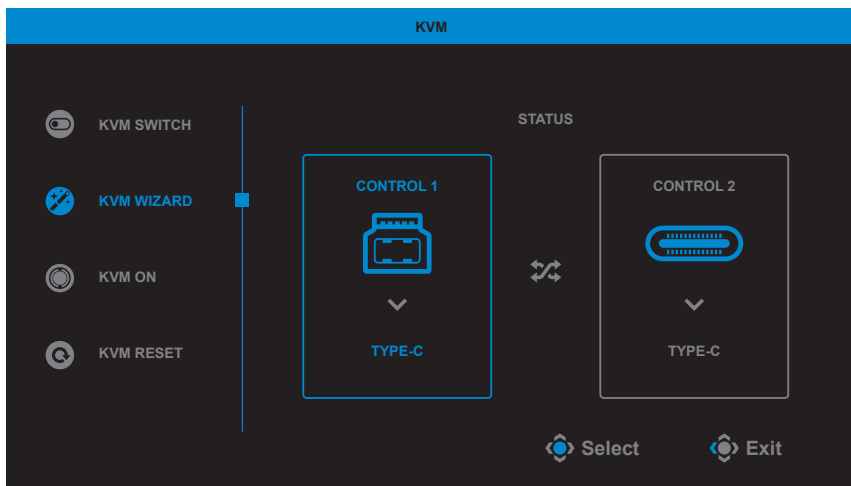 KVM
KVM SWITCH
KVM WIZARD
KVM ON
KVM RESET
STATUS
CONTROL 1
TYPE-C
CONTROL 2
TYPE-C
Select
Exit